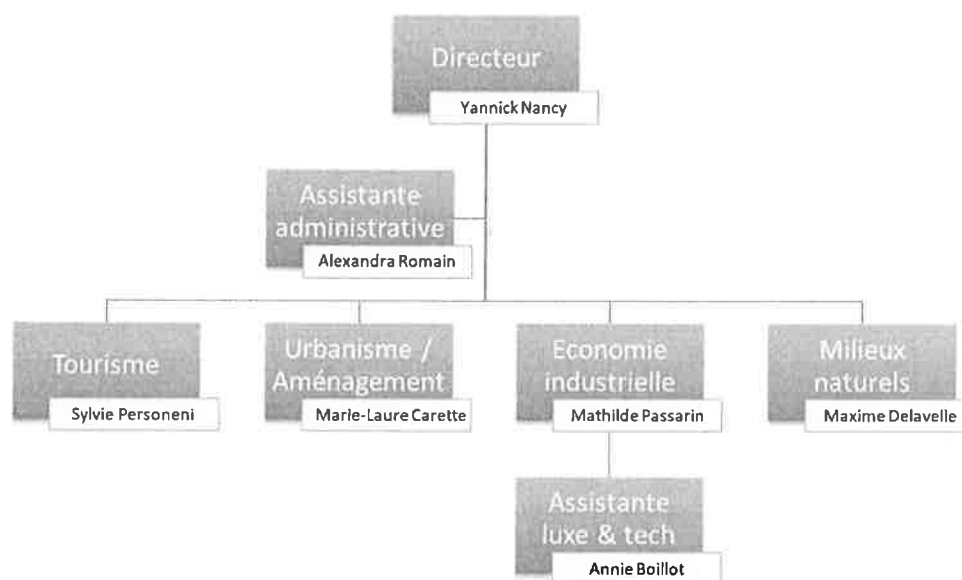 Directeur
Yannick Nancy
Assistante
administrative
Alexandra Romain
Tourisme
Sylvie Personeni
Urbanisme /
Aménagement
Marie-Laure Carette
Economie
industrielle
Mathilde Passarin
Milieux
naturels
Maxime Delavelle
Assistante
luxe & tech
Annie Boillot